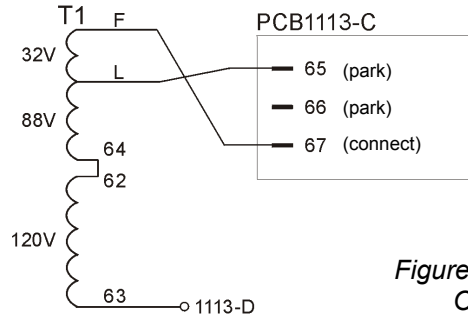 T1
F
PCB1113-C
32V
L
65 (park)
88V
66 (park)
67 (connect)
64
62
120V
63
1113-D
Figure